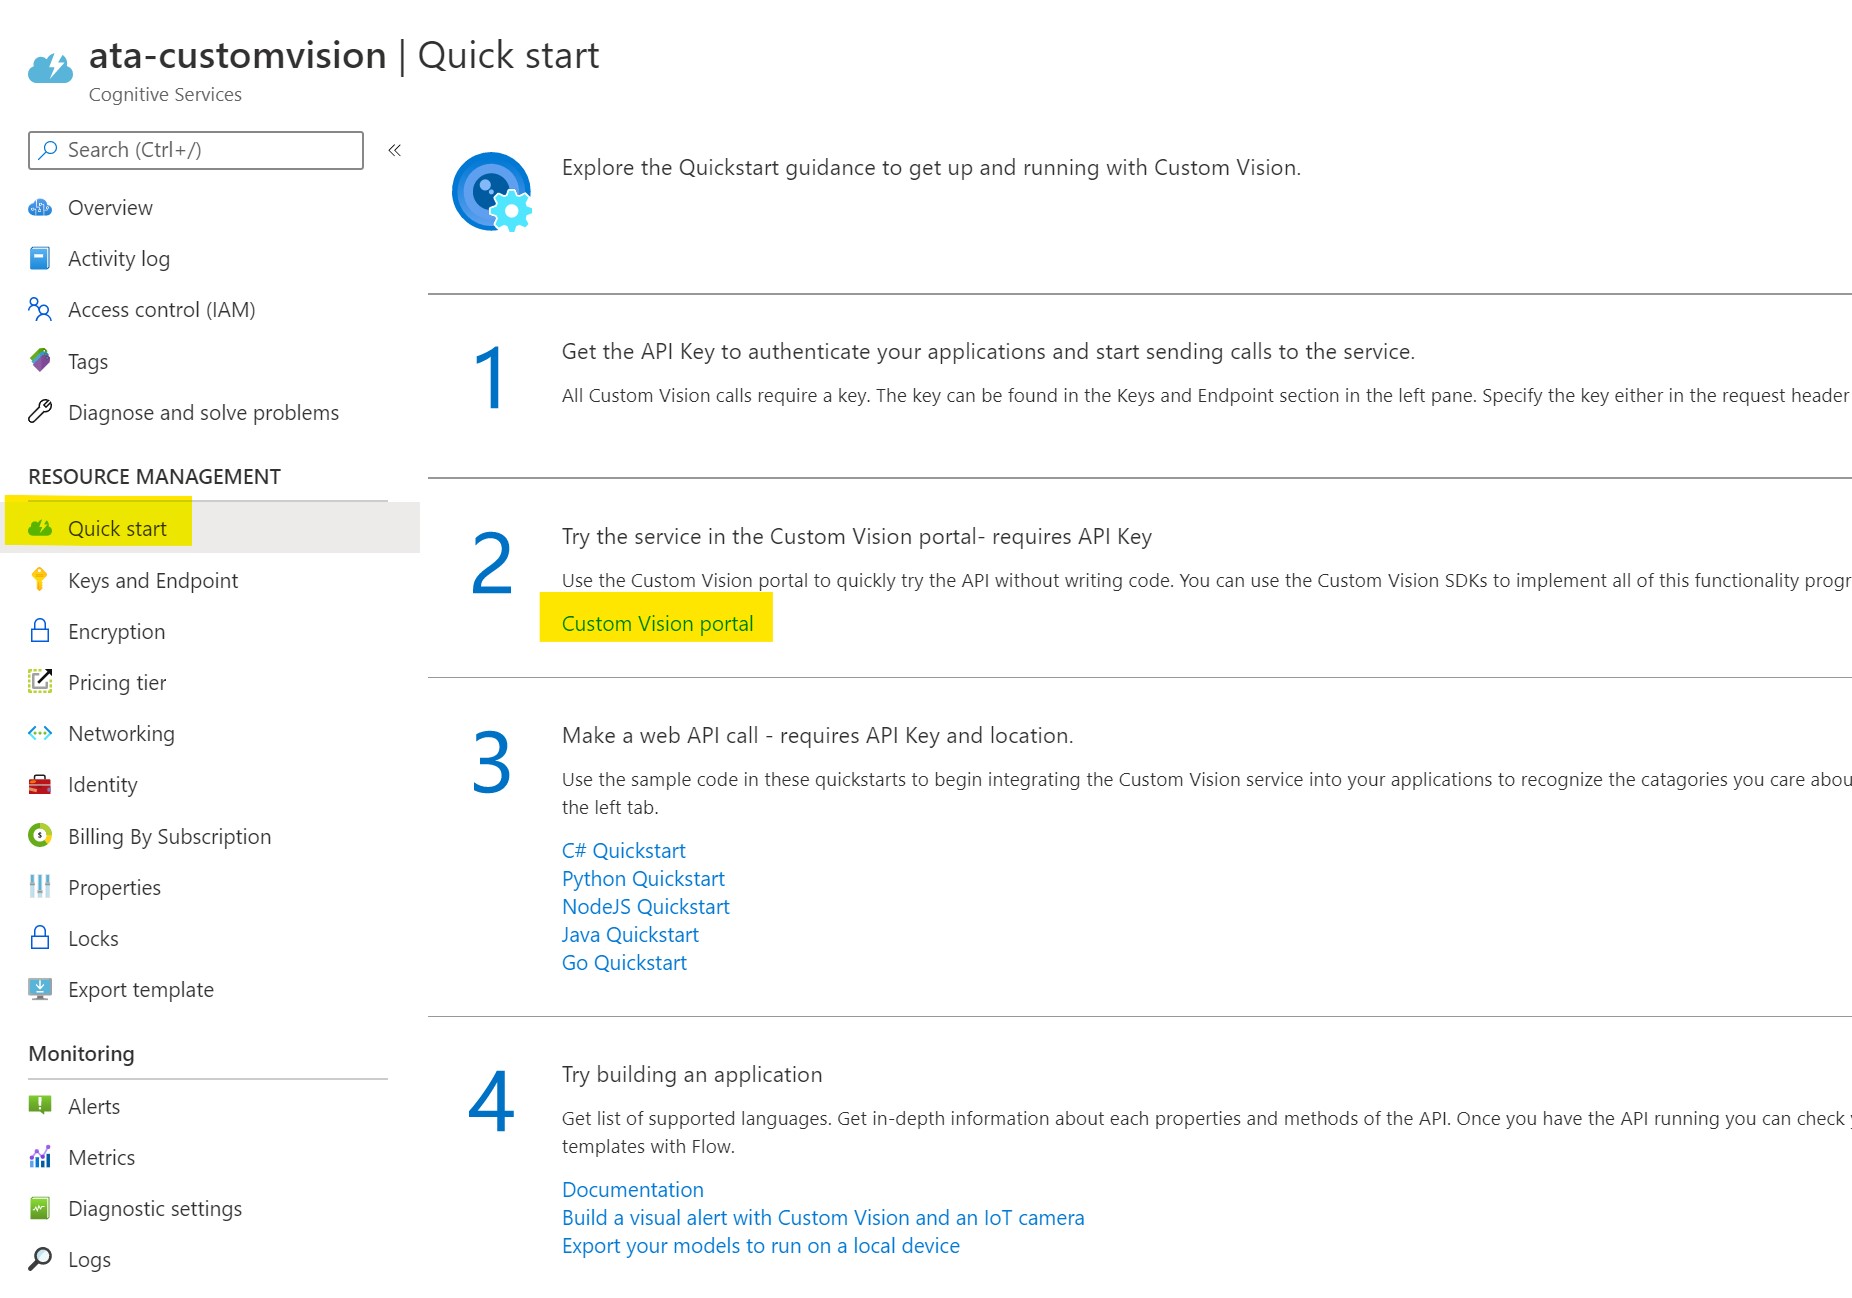 ata-customvision | Quick start
Cognitive Services
Search (Ctrl+/)
«
Overview
Activity log
Access control (IAM)
Tags
Diagnose and solve problems
RESOURCE MANAGEMENT
Quick start
Keys and Endpoint
Encryption
Pricing tier
Networking
Identity
Billing By Subscription
Properties
Locks
Export template
Monitoring
Alerts
Metrics
Diagnostic settings
Logs
Explore the Quickstart guidance to get up and running with Custom Vision.
1
Get the API Key to authenticate your applications and start sending calls to the service.
All Custom Vision calls require a key. The key can be found in the Keys and Endpoint section in the left pane. Specify the key either in the request header
2
Try the service in the Custom Vision portal- requires API Key
Use the Custom Vision portal to quickly try the API without writing code. You can use the Custom Vision SDKs to implement all of this functionality progr
Custom Vision portal
3
Make a web API call - requires API Key and location.
Use the sample code in these quickstarts to begin integrating the Custom Vision service into your applications to recognize the catagories you care abou
the left tab.
C# Quickstart
Python Quickstart
NodeJS Quickstart
Java Quickstart
Go Quickstart
4
Try building an application
Get list of supported languages. Get in-depth information about each properties and methods of the API. Once you have the API running you can check
templates with Flow.
Documentation
Build a visual alert with Custom Vision and an IoT camera
Export your models to run on a local device